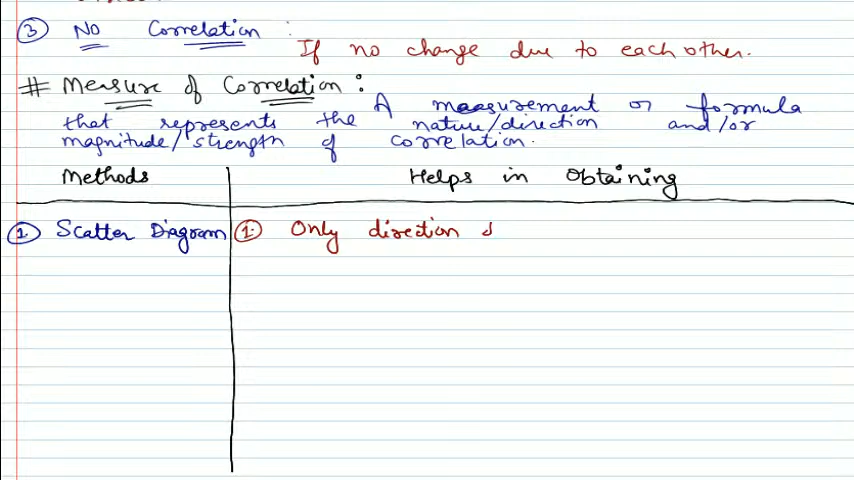 ③ No Correlation :
If no change due to each other.
# Measure of Correlation :
A measurement or formula
that represents the nature/direction and/or
magnitude/strength of correlation.
Methods Helps in Obtaining
① Scatter Diagram ① Only direction